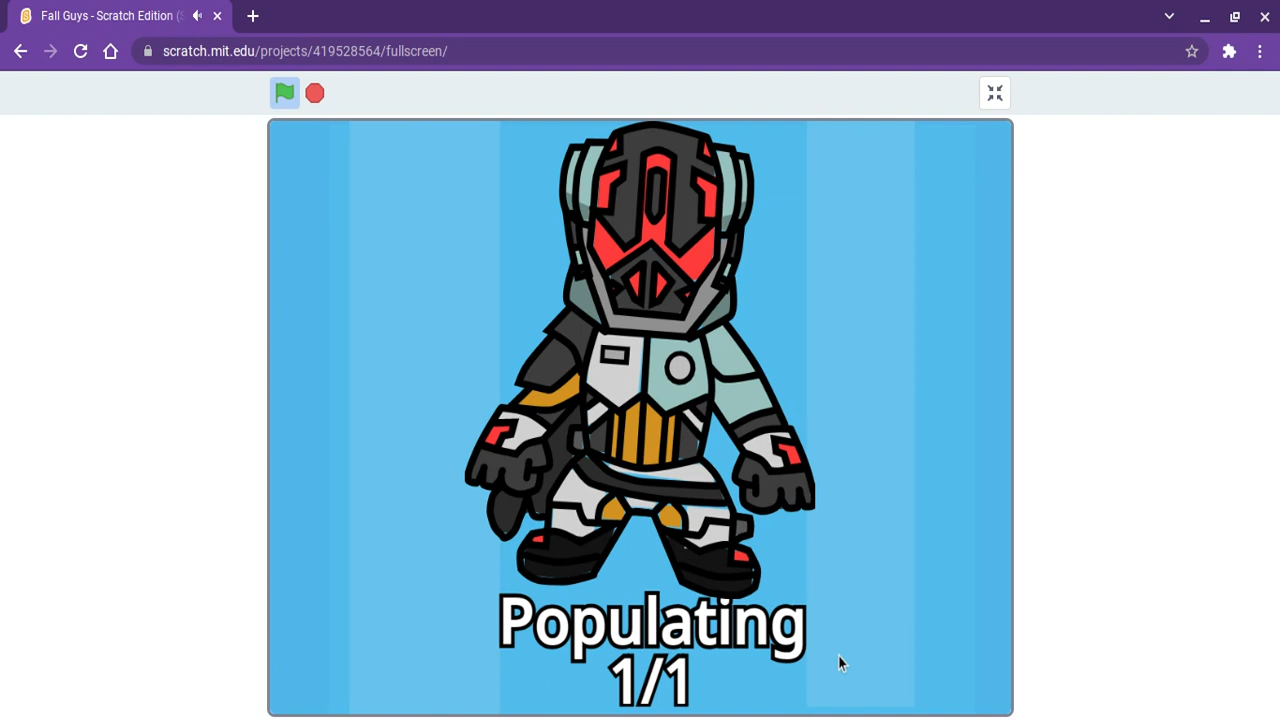 Fall Guys - Scratch Edition (
scratch.mit.edu/projects/419528564/fullscreen/
Populating
1/1